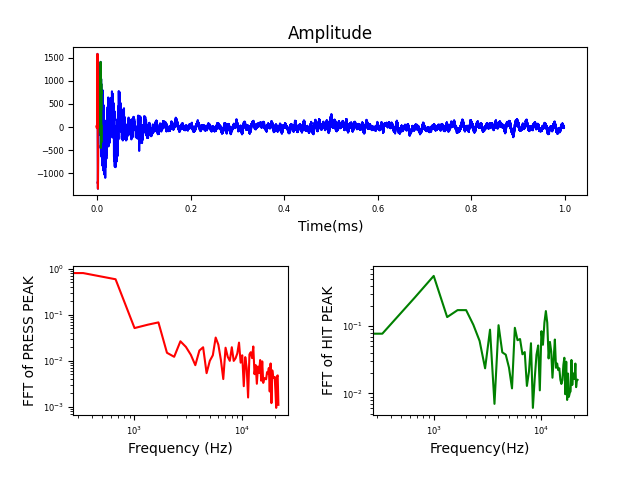 Amplitude
1500
1000
500
0
−500
−1000
0.0 0.2 0.4 0.6 0.8 1.0
Time(ms)
FFT of PRESS PEAK
10⁰
10⁻¹
10⁻²
10⁻³
10³ 10⁴
Frequency (Hz)
FFT of HIT PEAK
10⁻¹
10⁻²
10³ 10⁴
Frequency(Hz)